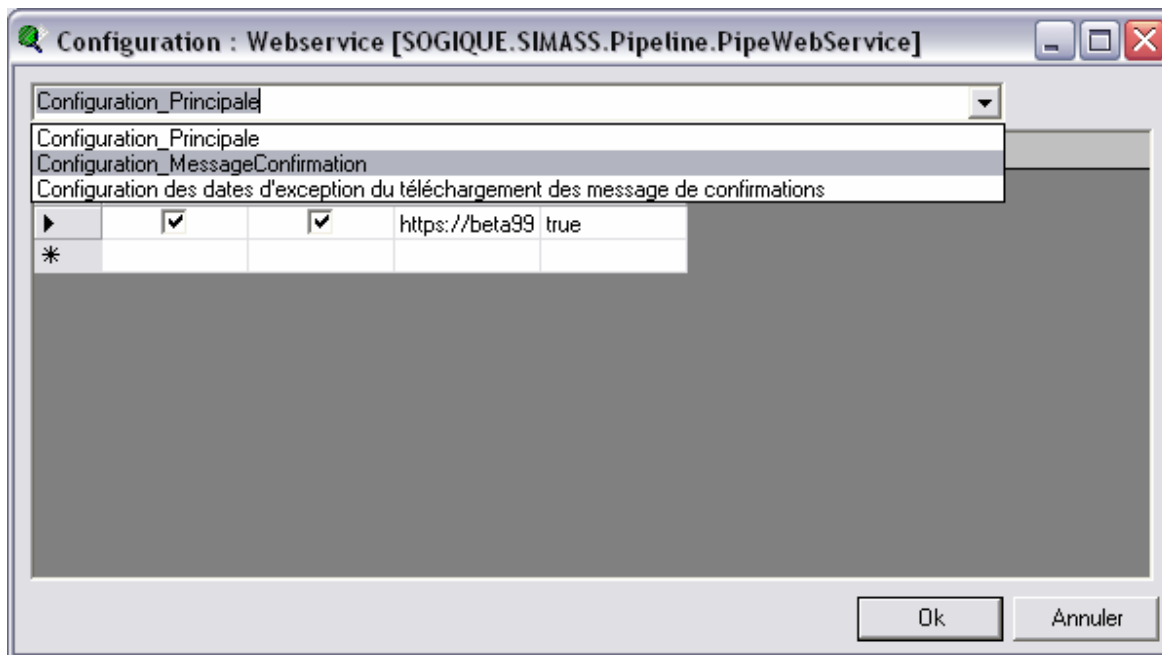 Configuration : Webservice [SOGIQUE.SIMASS.Pipeline.PipeWebService]
Configuration_Principale
Configuration_Principale
Configuration_MessageConfirmation
Configuration des dates d'exception du téléchargement des message de confirmations
https://beta99 true
Ok Annuler